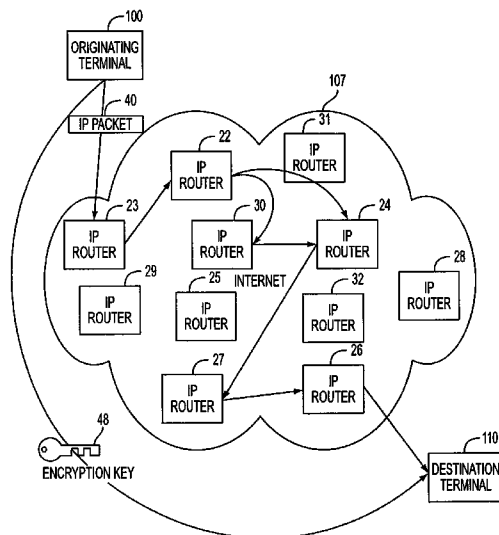 100
ORIGINATING
TERMINAL
40
IP PACKET
107
31
IP
ROUTER
22
IP
ROUTER
23
IP
ROUTER
30
IP
ROUTER
24
IP
ROUTER
29
IP
ROUTER
25
IP
ROUTER
INTERNET
32
IP
ROUTER
28
IP
ROUTER
27
IP
ROUTER
26
IP
ROUTER
48
ENCRYPTION KEY
110
DESTINATION
TERMINAL